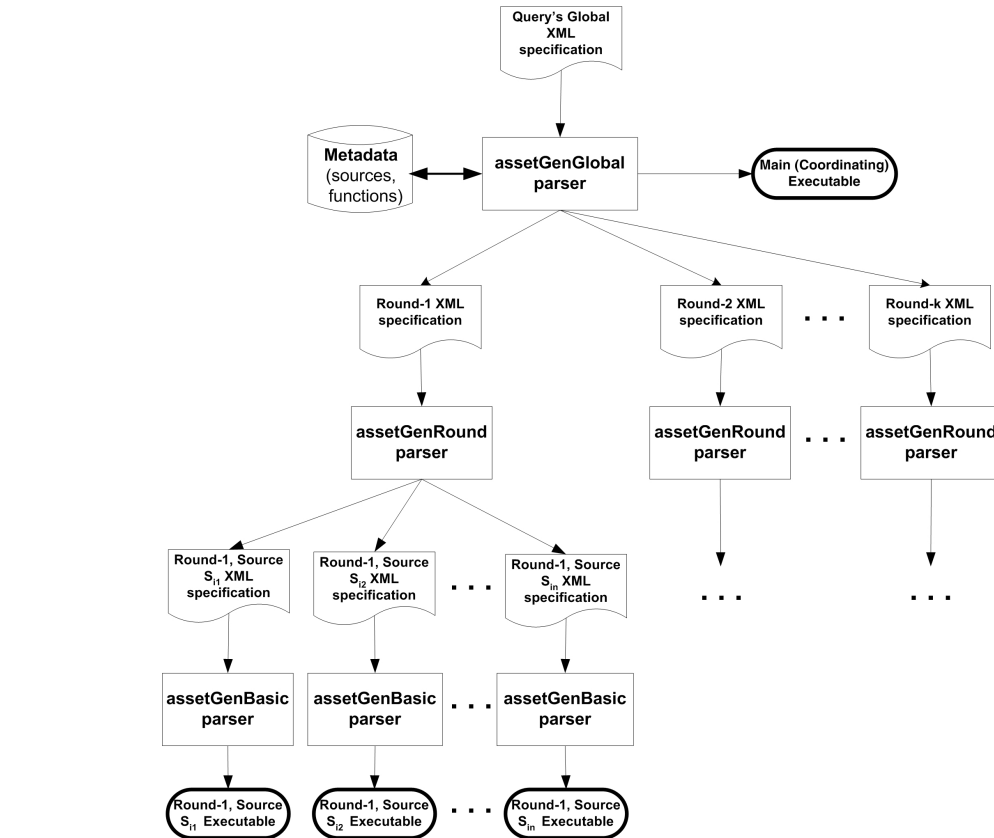 Query's Global
XML
specification
Metadata
(sources,
functions)
assetGenGlobal
parser
Main (Coordinating)
Executable
Round-1 XML
specification
Round-2 XML
specification
. . .
Round-k XML
specification
assetGenRound
parser
assetGenRound
parser
. . .
assetGenRound
parser
Round-1, Source
Si1 XML
specification
Round-1, Source
Si2 XML
specification
. . .
Round-1, Source
Sin XML
specification
. . .
. . .
assetGenBasic
parser
assetGenBasic
parser
. . .
assetGenBasic
parser
Round-1, Source
Si1 Executable
Round-1, Source
Si2 Executable
. . .
Round-1, Source
Sin Executable